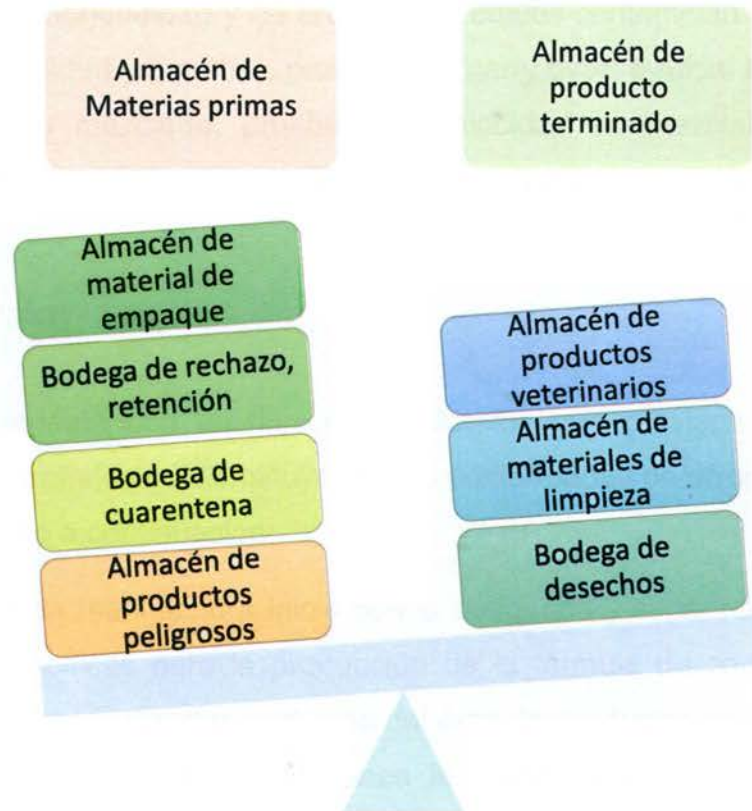 Almacén de
Materias primas
Almacén de
producto
terminado
Almacén de
material de
empaque
Bodega de rechazo,
retención
Bodega de
cuarentena
Almacén de
productos
peligrosos
Almacén de
productos
veterinarios
Almacén de
materiales de
limpieza
Bodega de
desechos